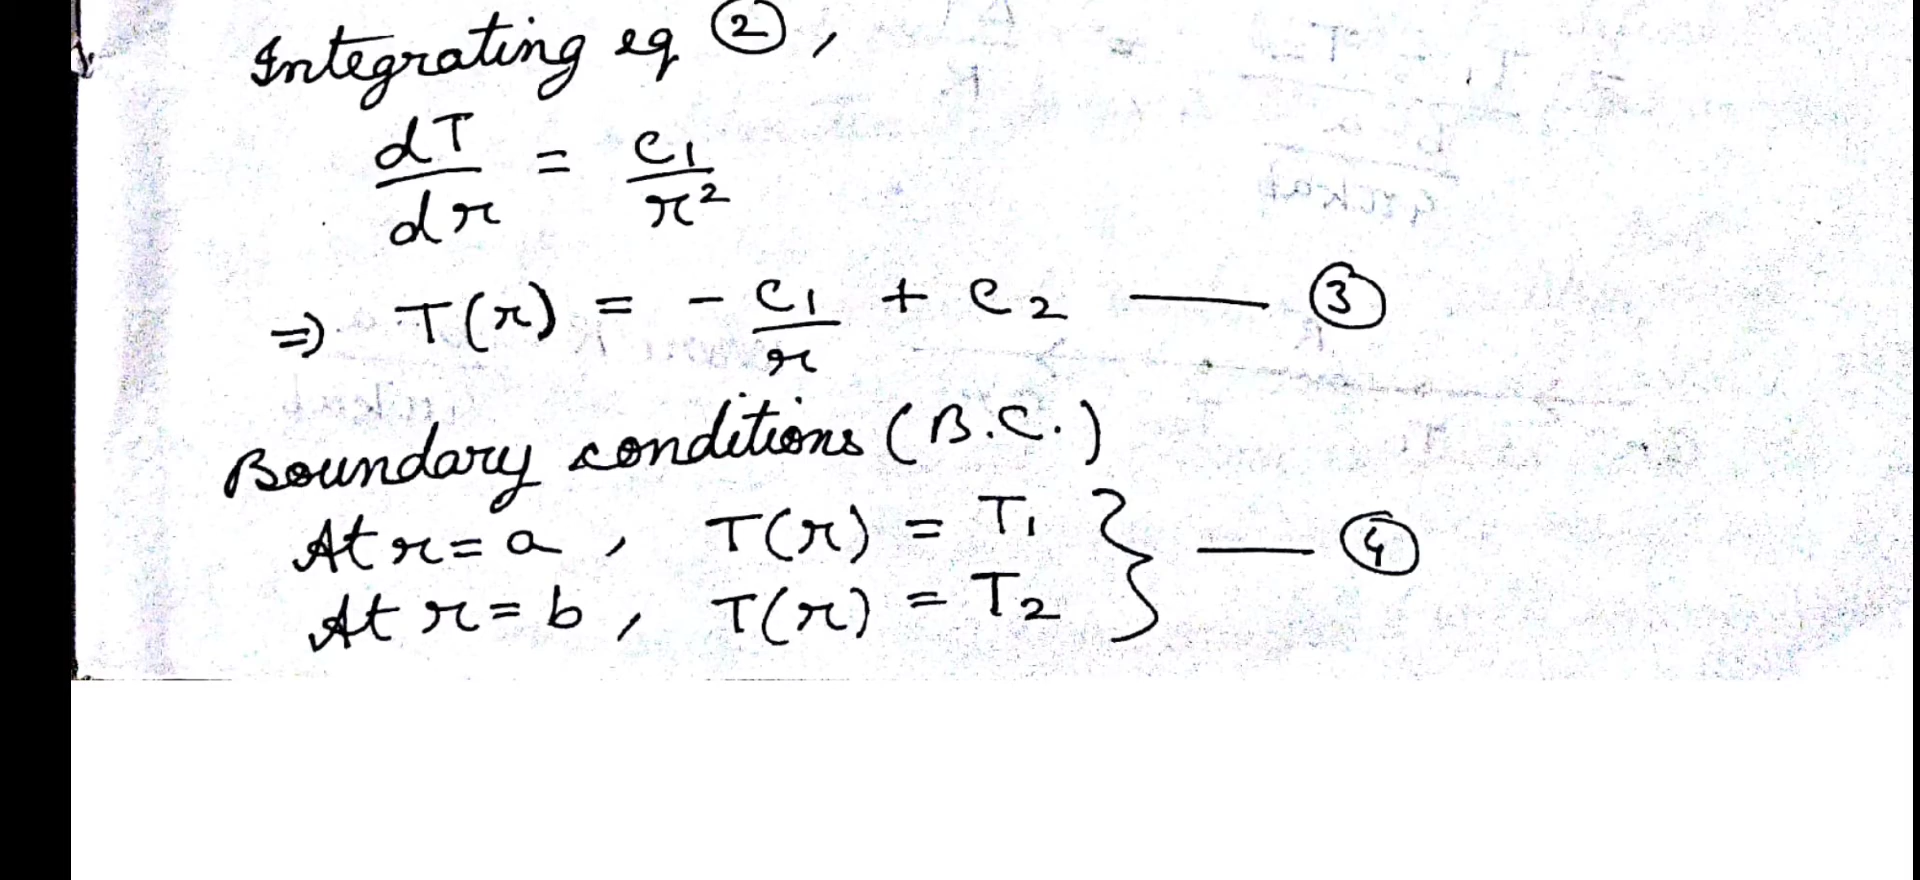 Integrating eq ②,
dT/dr = c₁/r²
⇒ T(r) = - c₁/r + c₂ —— ③
Boundary conditions (B.C.)
At r = a, T(r) = T₁
At r = b, T(r) = T₂ } —— ④